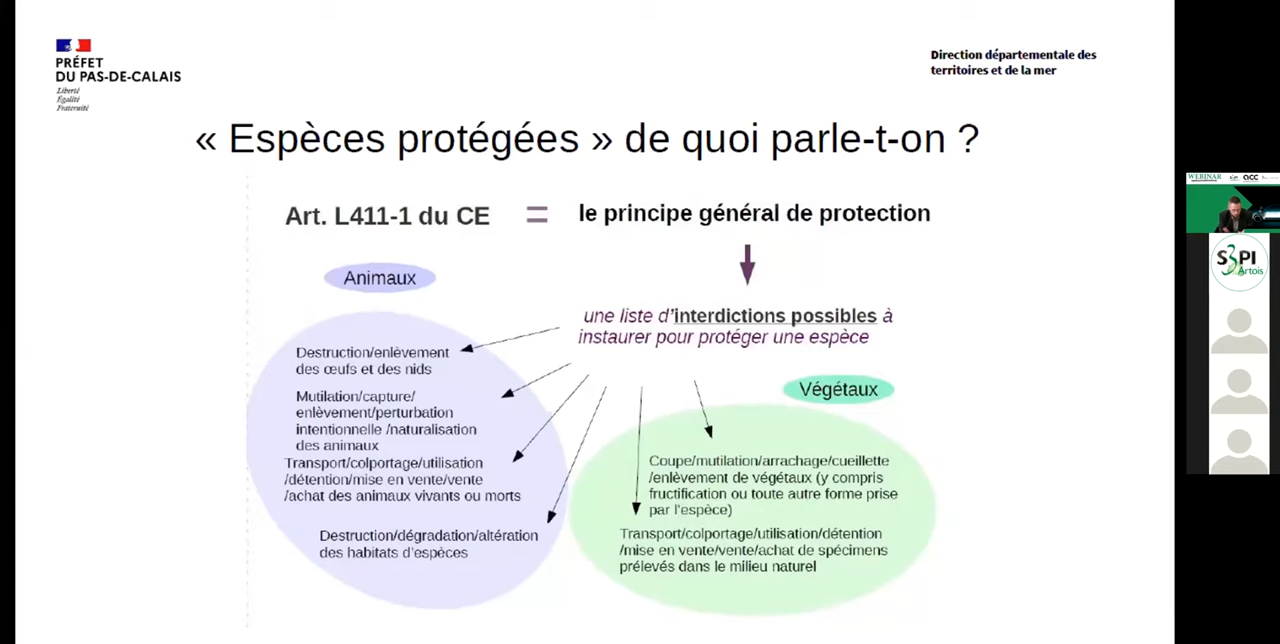 PRÉFET
DU PAS-DE-CALAIS
Liberté
Égalité
Fraternité
Direction départementale des
territoires et de la mer
« Espèces protégées » de quoi parle-t-on ?
Art. L411-1 du CE = le principe général de protection
Animaux
une liste d'interdictions possibles à
instaurer pour protéger une espèce
Destruction/enlèvement
des œufs et des nids
Mutilation/capture/
enlèvement/perturbation
intentionnelle /naturalisation
des animaux
Transport/colportage/utilisation
/détention/mise en vente/vente
/achat des animaux vivants ou morts
Destruction/dégradation/altération
des habitats d'espèces
Végétaux
Coupe/mutilation/arrachage/cueillette
/enlèvement de végétaux (y compris
fructification ou toute autre forme prise
par l'espèce)
Transport/colportage/utilisation/détention
/mise en vente/vente/achat de spécimens
prélevés dans le milieu naturel
WEBINAR
acc
S3PI
Artois